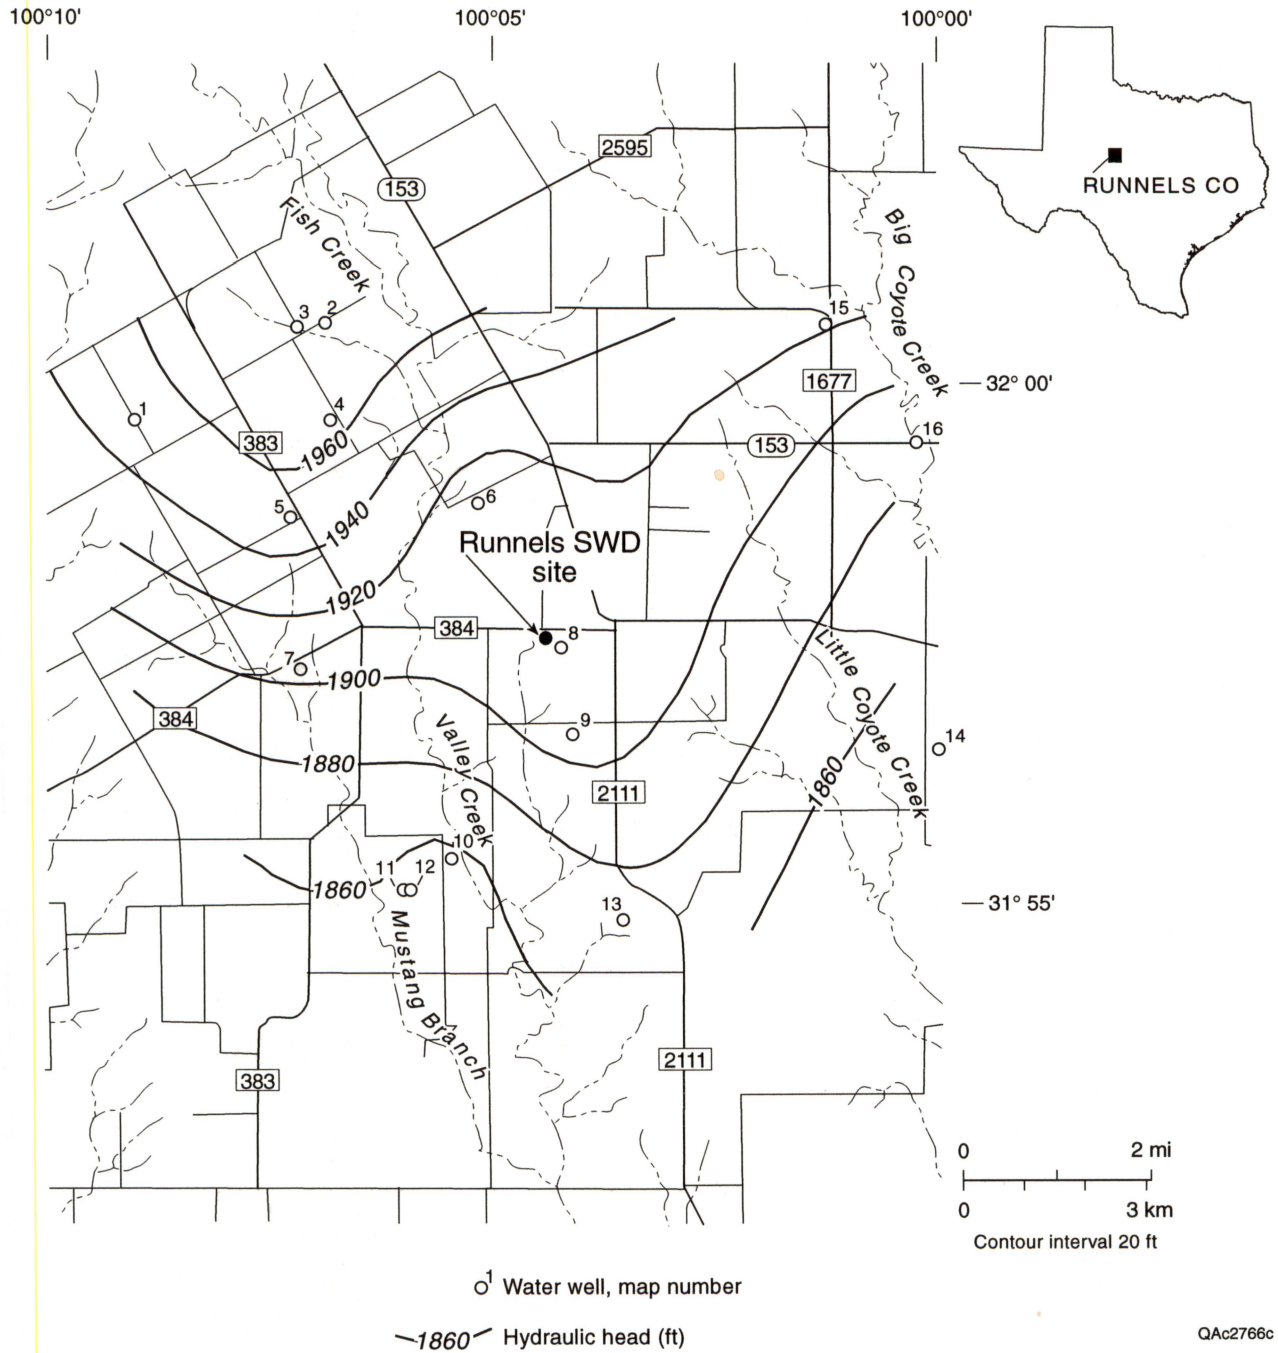 100°10'
100°05'
100°00'
2595
153
RUNNELS CO
Fish Creek
Big Coyote Creek
3
2
15
1677
32° 00'
1
4
383
1960
153
16
5
6
1940
Runnels SWD
site
1920
384
8
Little Coyote Creek
7
1900
384
9
Valley Creek
14
1880
2111
1860
10
11
12
1860
13
31° 55'
Mustang Branch
2111
383
0 2 mi
0 3 km
Contour interval 20 ft
1 Water well, map number
1860 Hydraulic head (ft)
QAc2766c